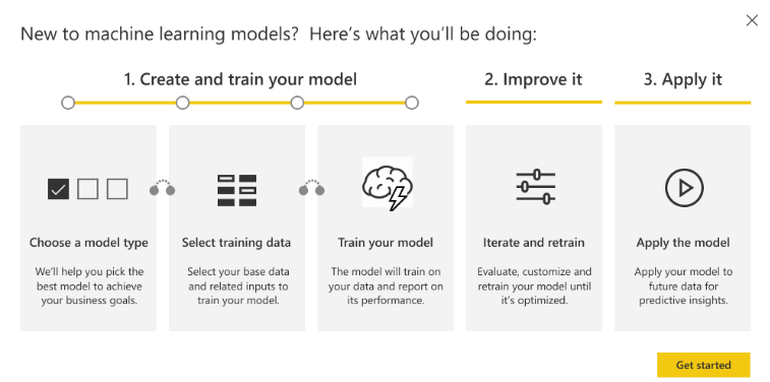 New to machine learning models?  Here's what you'll be doing:
1. Create and train your model
2. Improve it
3. Apply it
Choose a model type
We'll help you pick the
best model to achieve
your business goals.
Select training data
Select your base data
and related inputs to
train your model.
Train your model
The model will train on
your data and report on
its performance.
Iterate and retrain
Evaluate, customize and
retrain your model until
it's optimized.
Apply the model
Apply your model to
future data for
predictive insights.
Get started